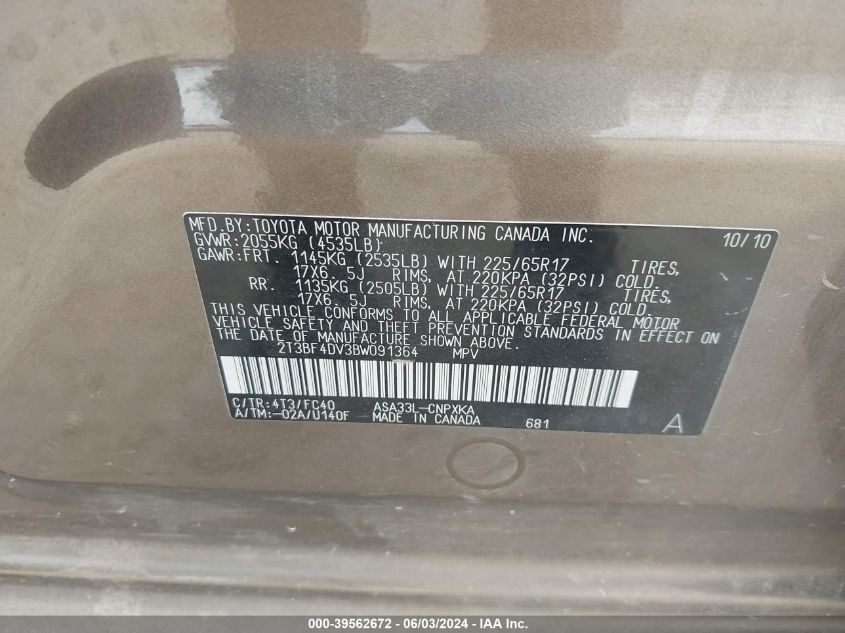 MFD.BY:TOYOTA MOTOR MANUFACTURING CANADA INC. 10/10
GVWR:2055KG (4535LB)
GAWR:FRT. 1145KG (2535LB) WITH 225/65R17 TIRES,
17X6.5J RIMS, AT 220KPA (32PSI) COLD.
RR. 1135KG (2505LB) WITH 225/65R17 TIRES,
17X6.5J RIMS, AT 220KPA (32PSI) COLD.
THIS VEHICLE CONFORMS TO ALL APPLICABLE FEDERAL MOTOR
VEHICLE SAFETY AND THEFT PREVENTION STANDARDS IN EFFECT ON
THE DATE OF MANUFACTURE SHOWN ABOVE.
2T3BF4DV3BW091364 MPV
C/TR:4T3/FC40 ASA33L-CNPXKA
A/TM:-02A/U140F MADE IN CANADA 681 A
000-39562672 - 06/03/2024 - IAA Inc.